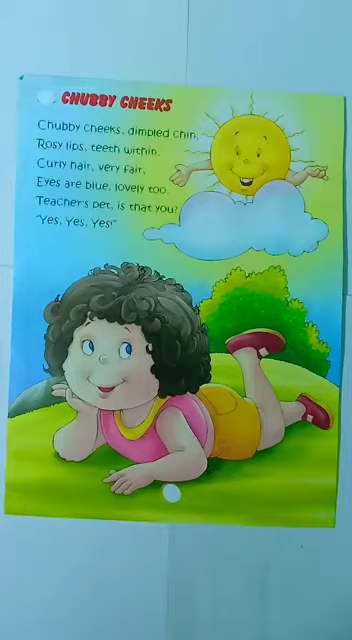 CHUBBY CHEEKS
Chubby cheeks, dimpled chin,
Rosy lips, teeth within.
Curly hair, very fair,
Eyes are blue, lovely too.
Teacher's pet, is that you?
"Yes, Yes, Yes!"